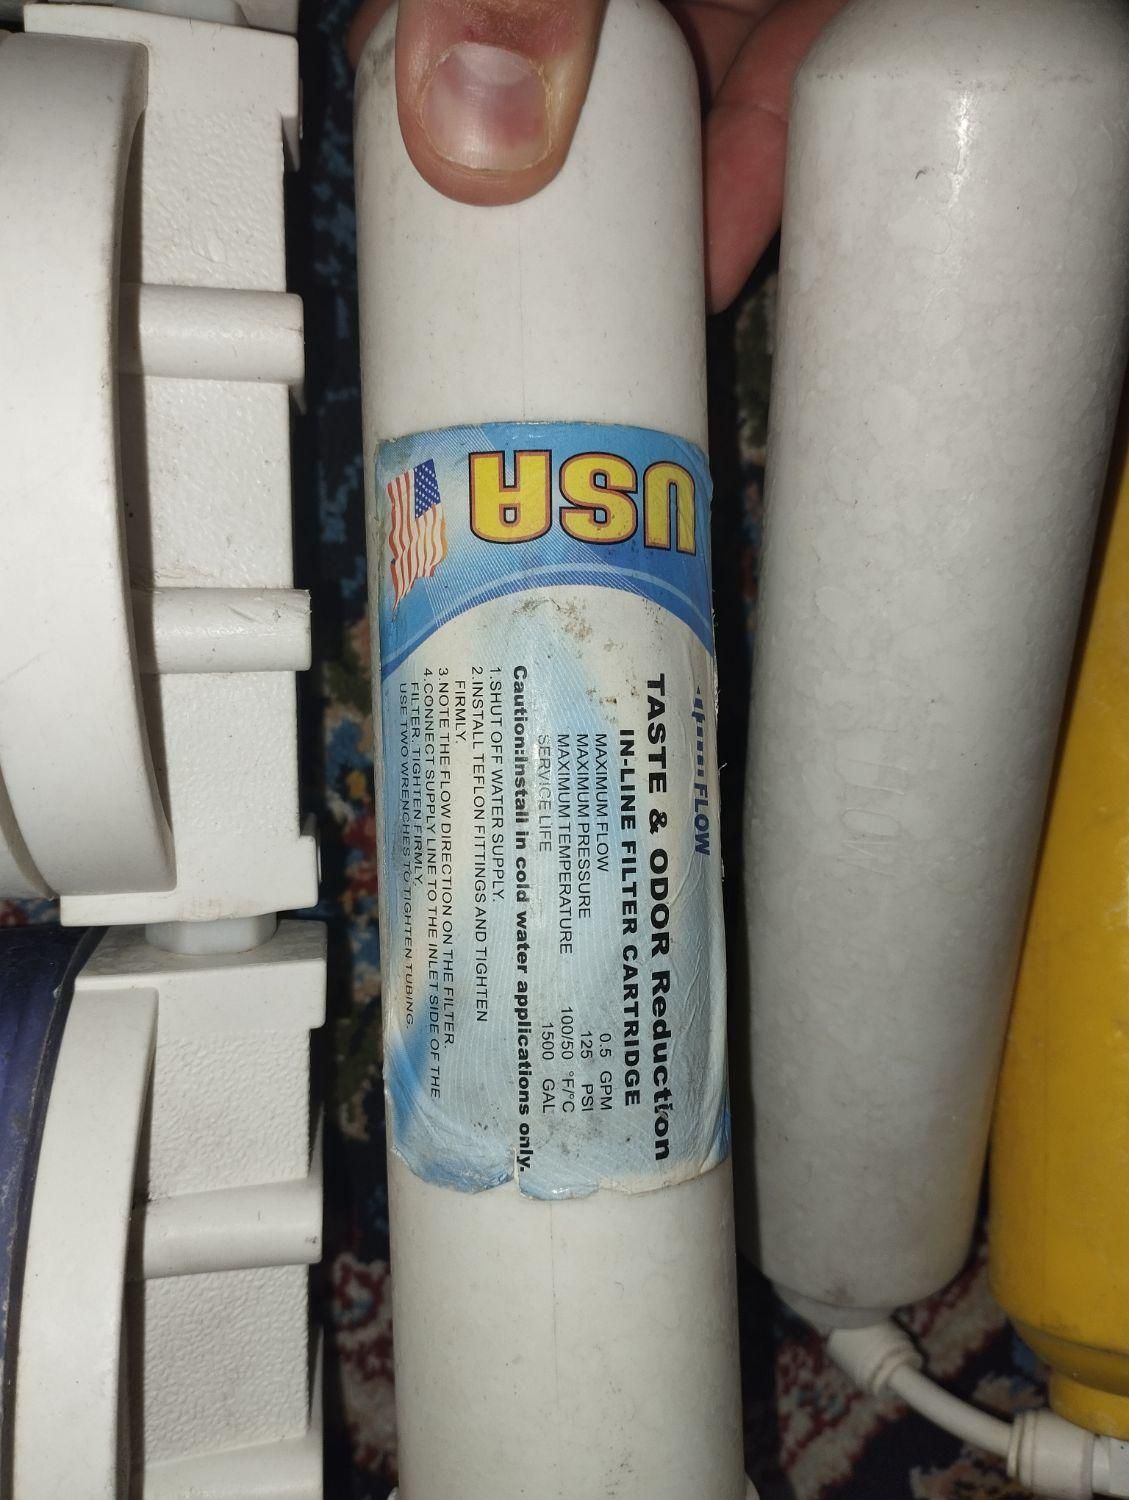 USA
FLOW
TASTE & ODOR Reduction
IN-LINE FILTER CARTRIDGE
MAXIMUM FLOW 0.5 GPM
MAXIMUM PRESSURE 125 PSI
MAXIMUM TEMPERATURE 100/50 °F/°C
SERVICE LIFE 1500 GAL
Caution:Install in cold water applications only.
1.SHUT OFF WATER SUPPLY.
2.INSTALL TEFLON FITTINGS AND TIGHTEN
FIRMLY.
3.NOTE THE FLOW DIRECTION ON THE FILTER.
4.CONNECT SUPPLY LINE TO THE INLET SIDE OF THE
FILTER. TIGHTEN FIRMLY.
USE TWO WRENCHES TO TIGHTEN TUBING.
FLOW